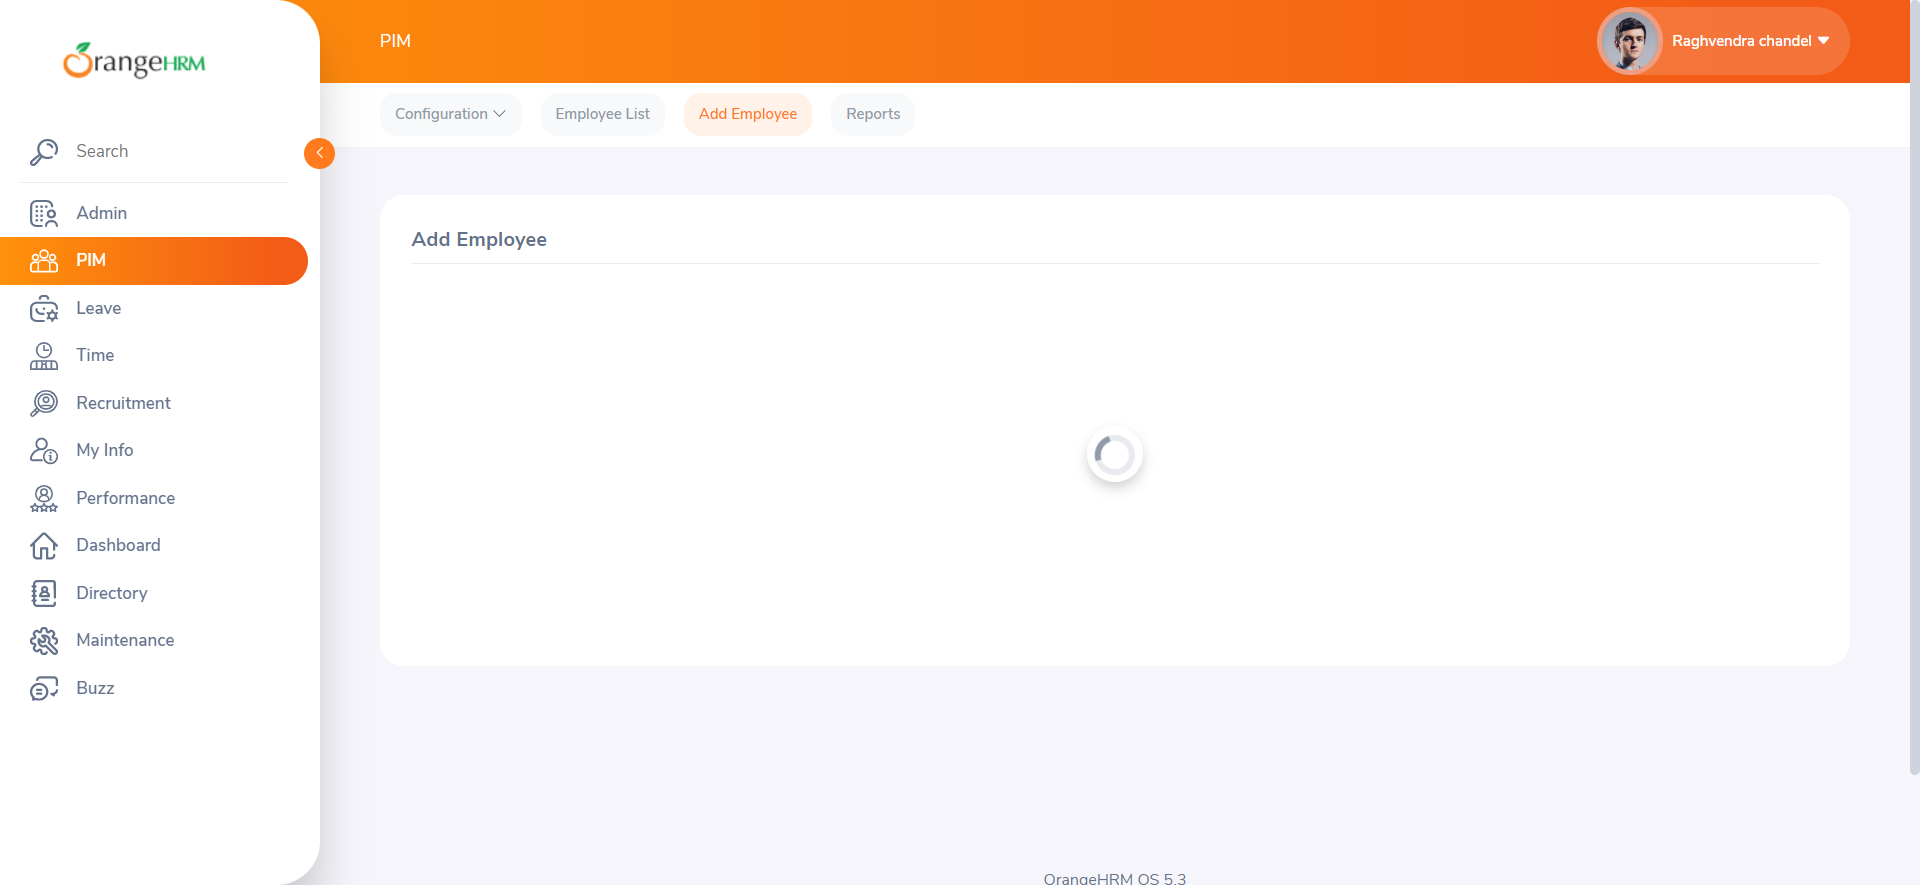 OrangeHRM
PIM
Raghvendra chandel
Configuration
Employee List
Add Employee
Reports
Search
Admin
PIM
Leave
Time
Recruitment
My Info
Performance
Dashboard
Directory
Maintenance
Buzz
Add Employee
OrangeHRM OS 5.3